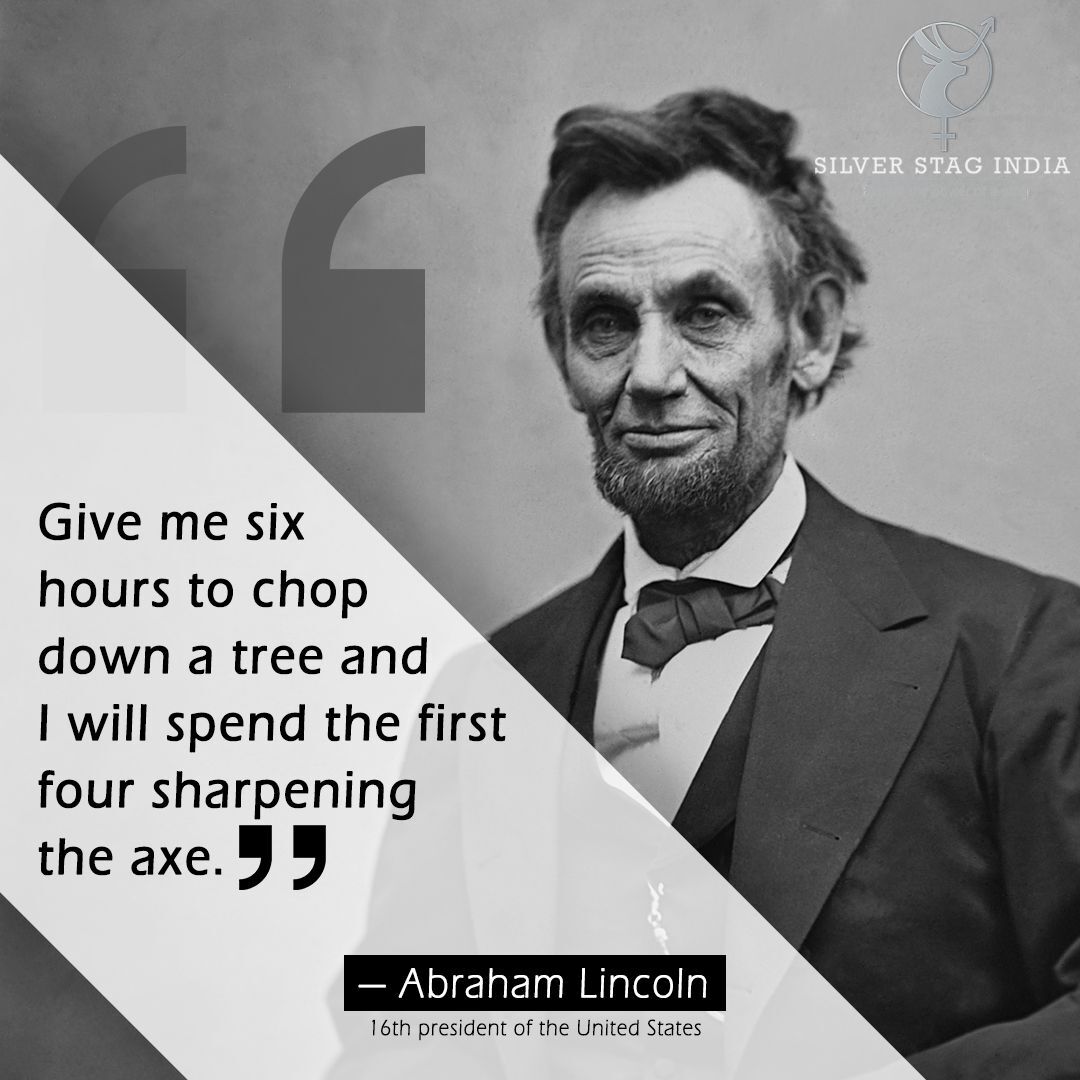 SILVER STAG INDIA
Give me six
hours to chop
down a tree and
I will spend the first
four sharpening
the axe.”
— Abraham Lincoln
16th president of the United States